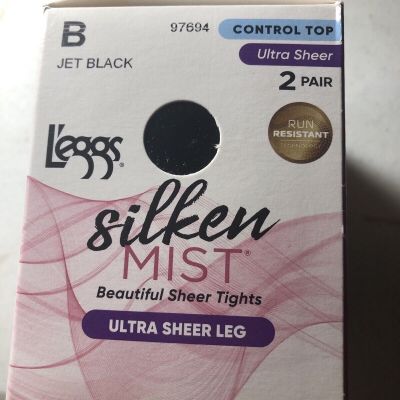 B
97694
CONTROL TOP
JET BLACK
Ultra Sheer
2 PAIR
L'eggs®
RUN
RESISTANT
TECHNOLOGY
silken
MIST®
Beautiful Sheer Tights
ULTRA SHEER LEG